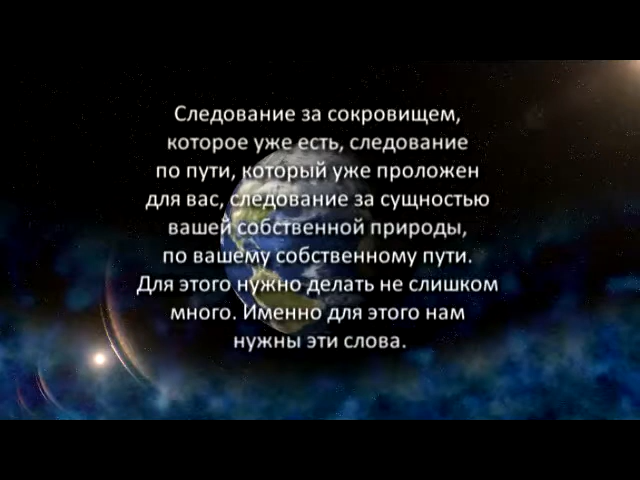 Следование за сокровищем,
которое уже есть, следование
по пути, который уже проложен
для вас, следование за сущностью
вашей собственной природы,
по вашему собственному пути.
Для этого нужно делать не слишком
много. Именно для этого нам
нужны эти слова.